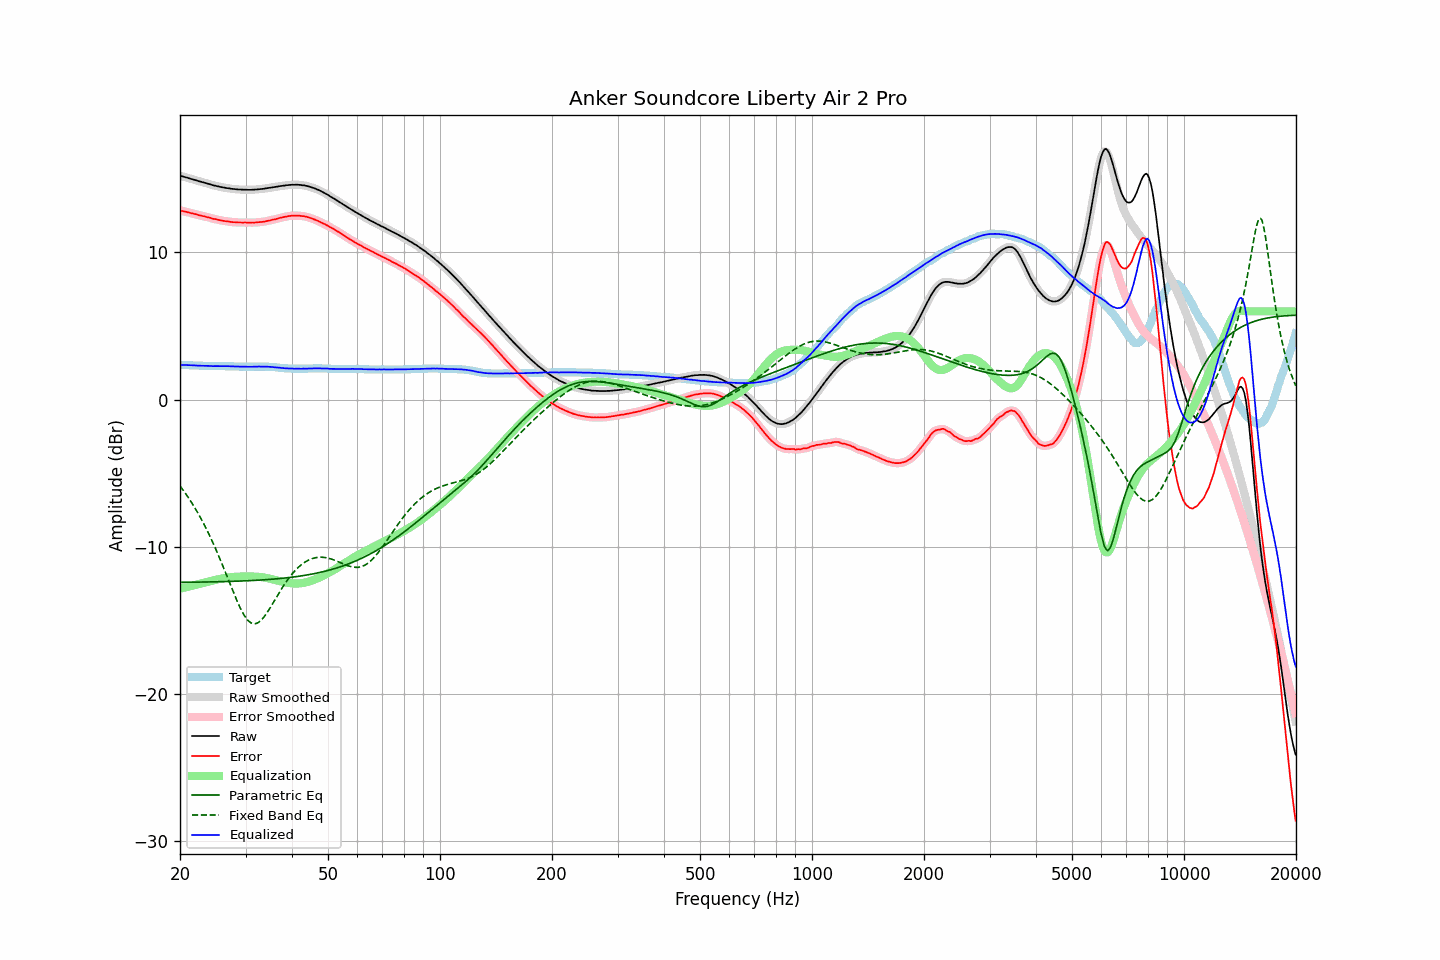 Anker Soundcore Liberty Air 2 Pro
Amplitude (dBr)
10
0
−10
−20
−30
Target
Raw Smoothed
Error Smoothed
Raw
Error
Equalization
Parametric Eq
Fixed Band Eq
Equalized
20 50 100 200 500 1000 2000 5000 10000 20000
Frequency (Hz)